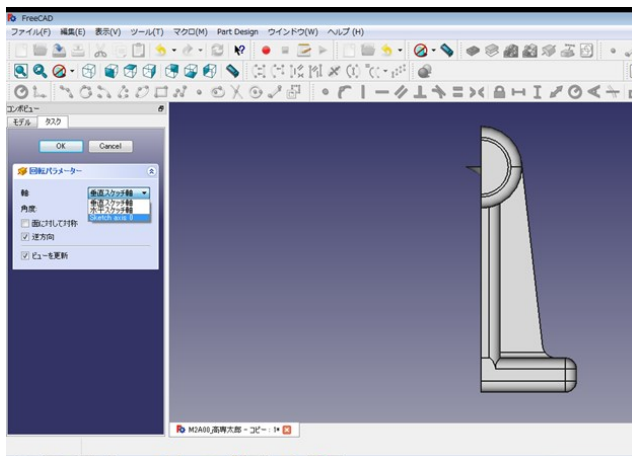 FreeCAD
ファイル(F) 編集(E) 表示(V) ツール(T) マクロ(M) Part Design ウインドウ(W) ヘルプ(H)
コンボビュー
モデル タスク
OK Cancel
回転パラメーター
軸: 垂直スケッチ軸
垂直スケッチ軸
角度: 水平スケッチ軸
Sketch axis 0
面に対して対称
逆方向
ビューを更新
M2A00_高専太郎 - コピー : 1*